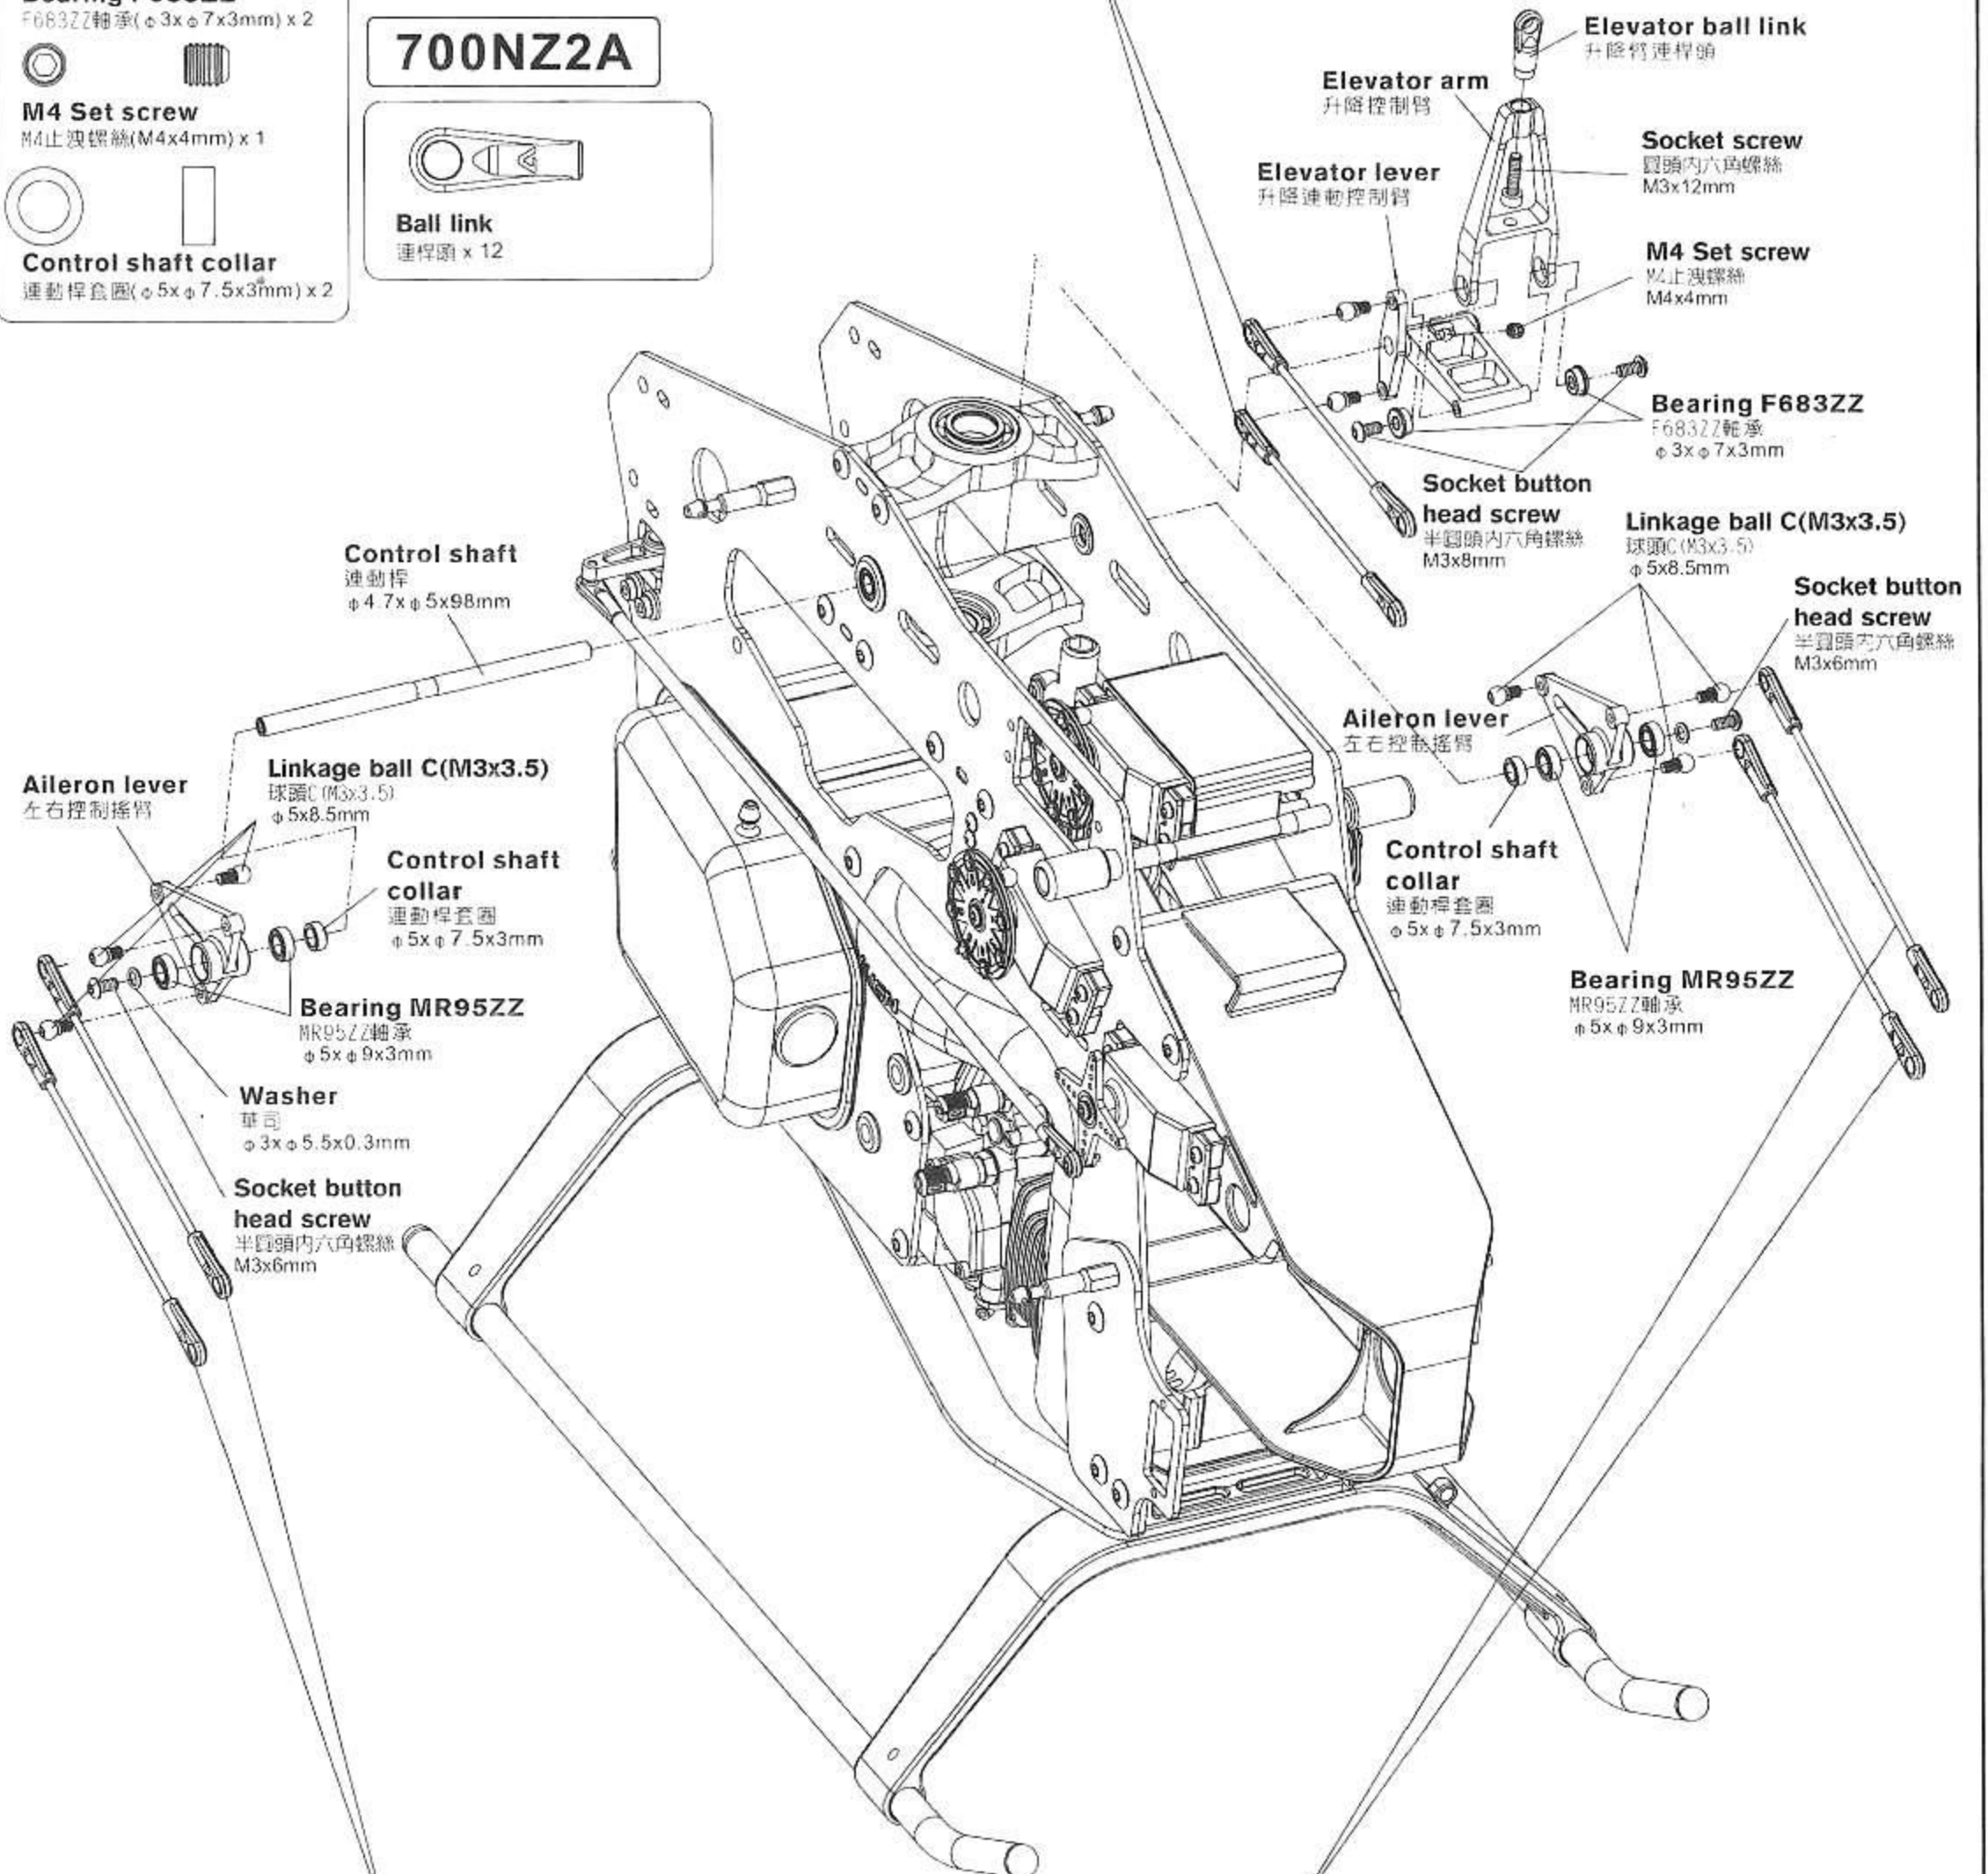 F683ZZ軸承(φ3xφ7x3mm) x 2
M4 Set screw
M4止洩螺絲(M4x4mm) x 1
Control shaft collar
連動桿套圈(φ5xφ7.5x3mm) x 2
700NZ2A
Ball link
連桿頭 x 12
Elevator ball link
升降臂連桿頭
Elevator arm
升降控制臂
Socket screw
圓頭內六角螺絲
M3x12mm
Elevator lever
升降連動控制臂
M4 Set screw
M4止洩螺絲
M4x4mm
Bearing F683ZZ
F683ZZ軸承
φ3xφ7x3mm
Socket button
head screw
半圓頭內六角螺絲
M3x8mm
Linkage ball C(M3x3.5)
球頭C(M3x3.5)
φ5x8.5mm
Socket button
head screw
半圓頭內六角螺絲
M3x6mm
Control shaft
連動桿
φ4.7xφ5x98mm
Aileron lever
左右控制搖臂
Control shaft
collar
連動桿套圈
φ5xφ7.5x3mm
Bearing MR95ZZ
MR95ZZ軸承
φ5xφ9x3mm
Aileron lever
左右控制搖臂
Linkage ball C(M3x3.5)
球頭C(M3x3.5)
φ5x8.5mm
Control shaft
collar
連動桿套圈
φ5xφ7.5x3mm
Bearing MR95ZZ
MR95ZZ軸承
φ5xφ9x3mm
Washer
華司
φ3xφ5.5x0.3mm
Socket button
head screw
半圓頭內六角螺絲
M3x6mm